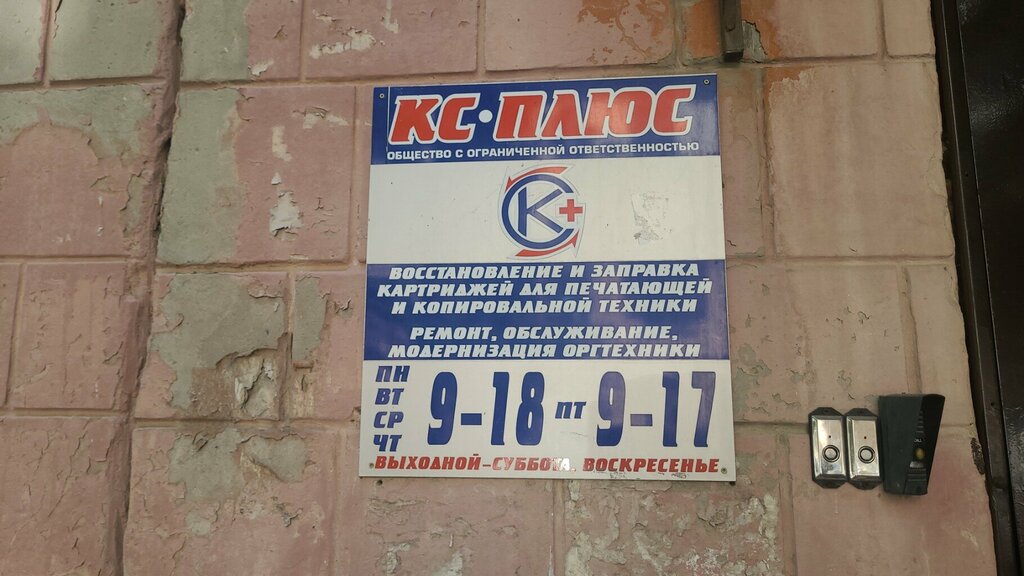 КС•ПЛЮС
ОБЩЕСТВО С ОГРАНИЧЕННОЙ ОТВЕТСТВЕННОСТЬЮ
КС+
ВОССТАНОВЛЕНИЕ И ЗАПРАВКА
КАРТРИДЖЕЙ ДЛЯ ПЕЧАТАЮЩЕЙ
И КОПИРОВАЛЬНОЙ ТЕХНИКИ
РЕМОНТ, ОБСЛУЖИВАНИЕ,
МОДЕРНИЗАЦИЯ ОРГТЕХНИКИ
ПН
ВТ
СР
ЧТ
9-18 ПТ 9-17
ВЫХОДНОЙ-СУББОТА, ВОСКРЕСЕНЬЕ